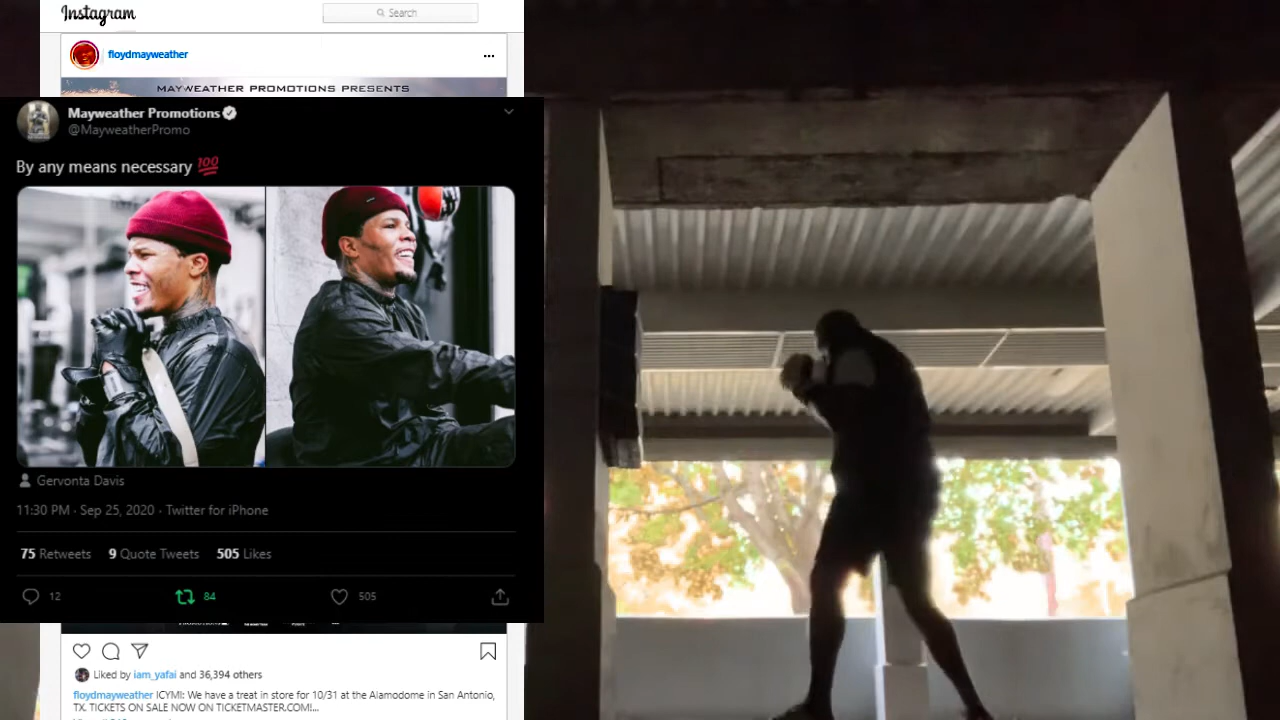 Instagram
Search
floydmayweather
MAYWEATHER PROMOTIONS PRESENTS
Mayweather Promotions
@MayweatherPromo
By any means necessary 💯
Gervonta Davis
11:30 PM · Sep 25, 2020 · Twitter for iPhone
75 Retweets 9 Quote Tweets 505 Likes
12 84 505
Liked by iam_yafai and 36,394 others
floydmayweather ICYMI: We have a treat in store for 10/31 at the Alamodome in San Antonio,
TX. TICKETS ON SALE NOW ON TICKETMASTER.COM!...